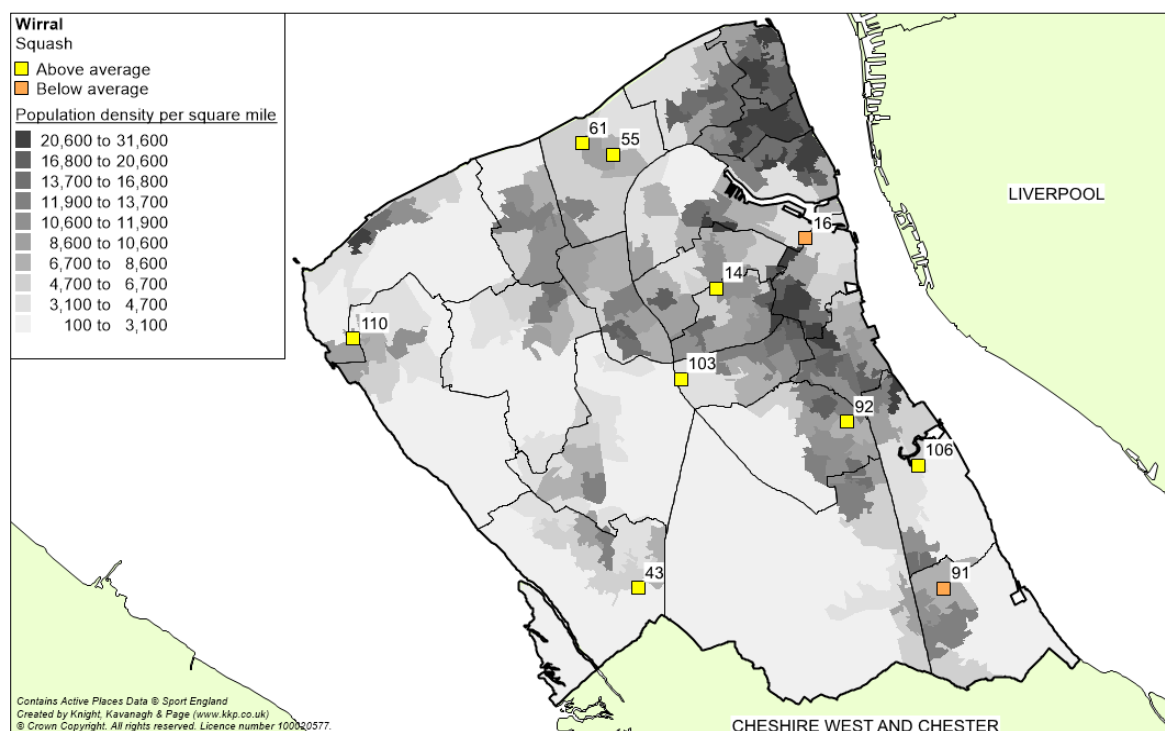 Wirral
Squash
Above average
Below average
Population density per square mile
20,600 to 31,600
16,800 to 20,600
13,700 to 16,800
11,900 to 13,700
10,600 to 11,900
8,600 to 10,600
6,700 to 8,600
4,700 to 6,700
3,100 to 4,700
100 to 3,100
61
55
LIVERPOOL
16
14
110
103
92
106
43
91
Contains Active Places Data © Sport England
Created by Knight, Kavanagh & Page (www.kkp.co.uk)
© Crown Copyright. All rights reserved. Licence number 100020577.
CHESHIRE WEST AND CHESTER